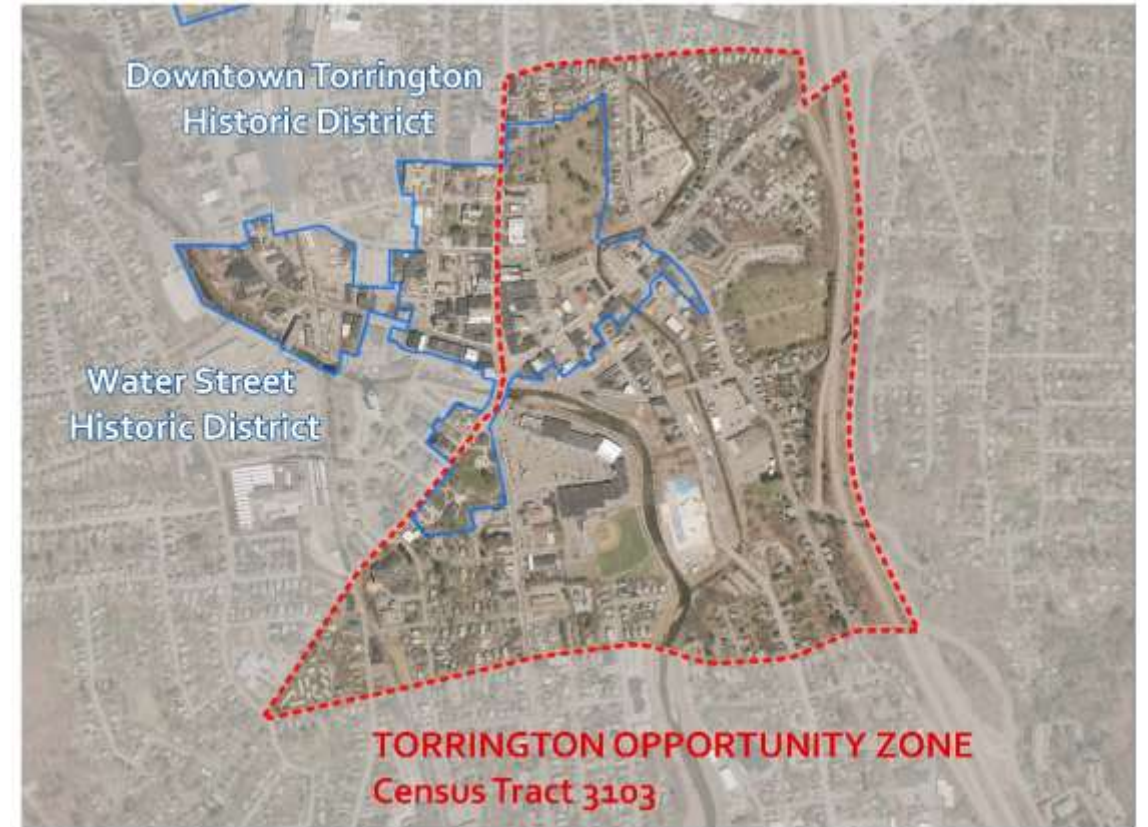 Downtown Torrington
Historic District
Water Street
Historic District
TORRINGTON OPPORTUNITY ZONE
Census Tract 3103